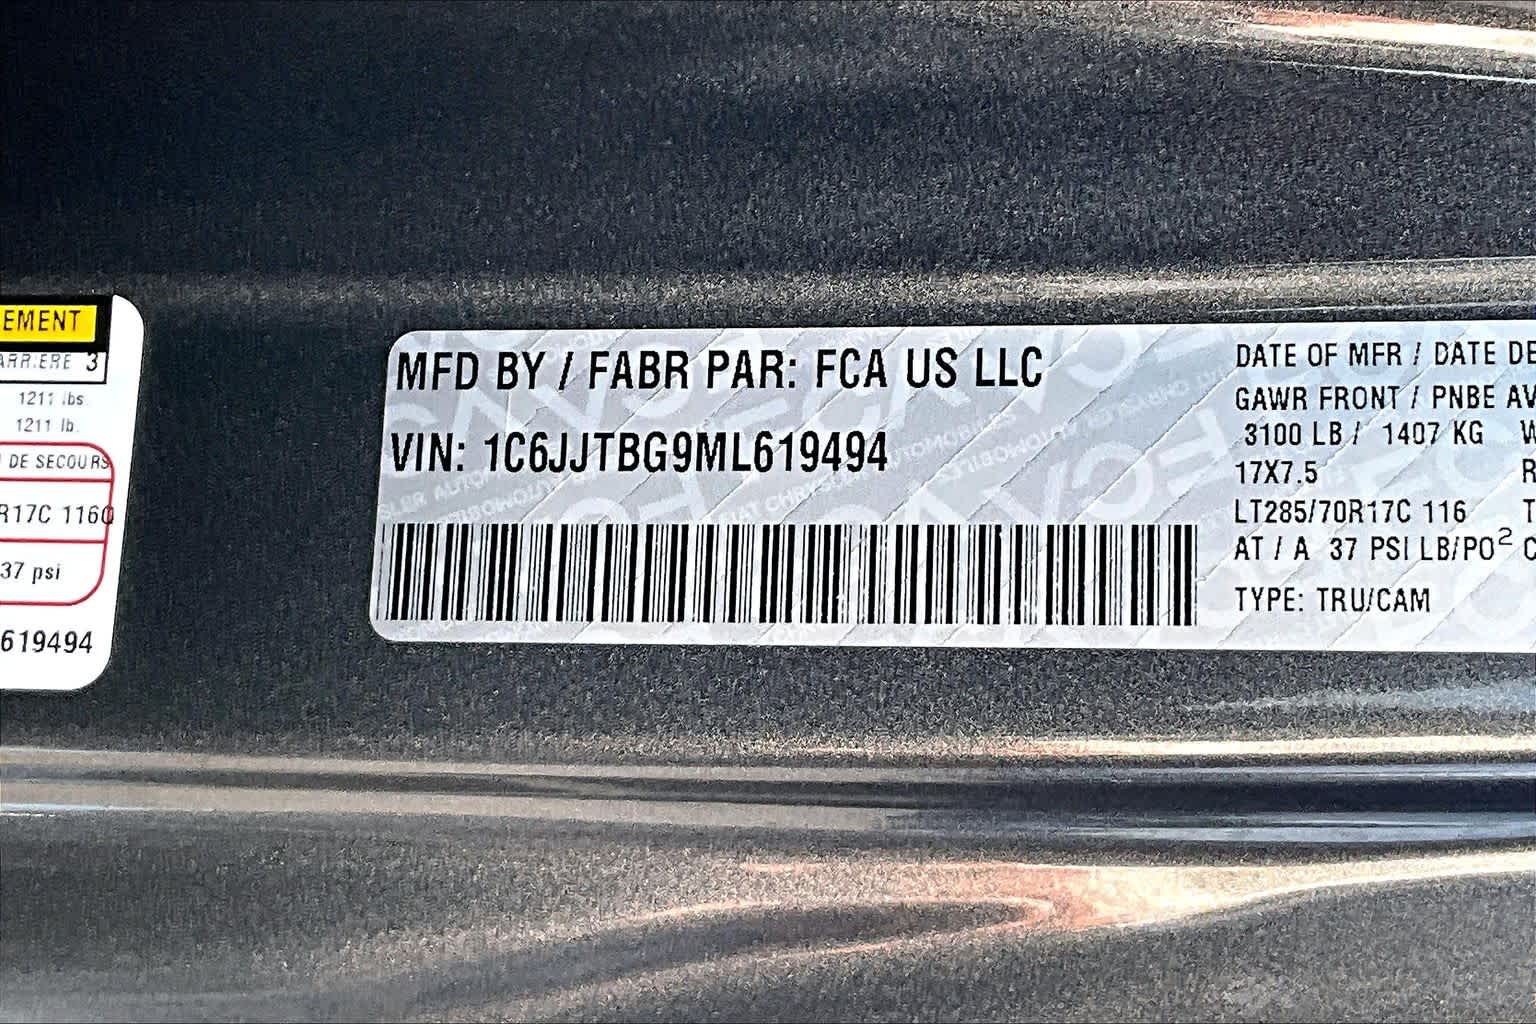 EMENT
ARRIERE 3
1211 lbs.
1211 lb.
DE SECOURS
R17C 116Q
37 psi
619494
MFD BY / FABR PAR: FCA US LLC
VIN: 1C6JJTBG9ML619494
DATE OF MFR / DATE DE
GAWR FRONT / PNBE AV
3100 LB / 1407 KG W
17X7.5 R
LT285/70R17C 116 T
AT / A 37 PSI LB/PO² C
TYPE: TRU/CAM